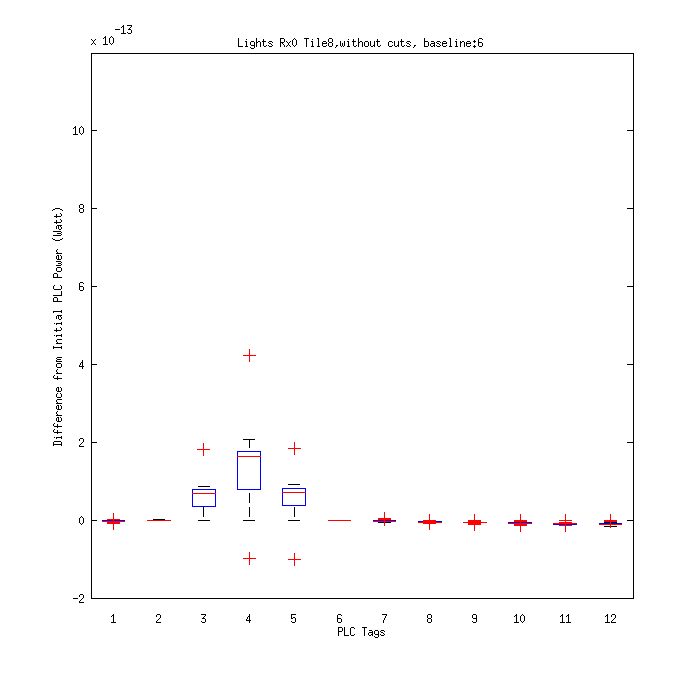 x 10-13
Lights Rx0 Tile8,without cuts, baseline:6
10
8
6
4
2
0
-2
Difference from Initial PLC Power (Watt)
1 2 3 4 5 6 7 8 9 10 11 12
PLC Tags